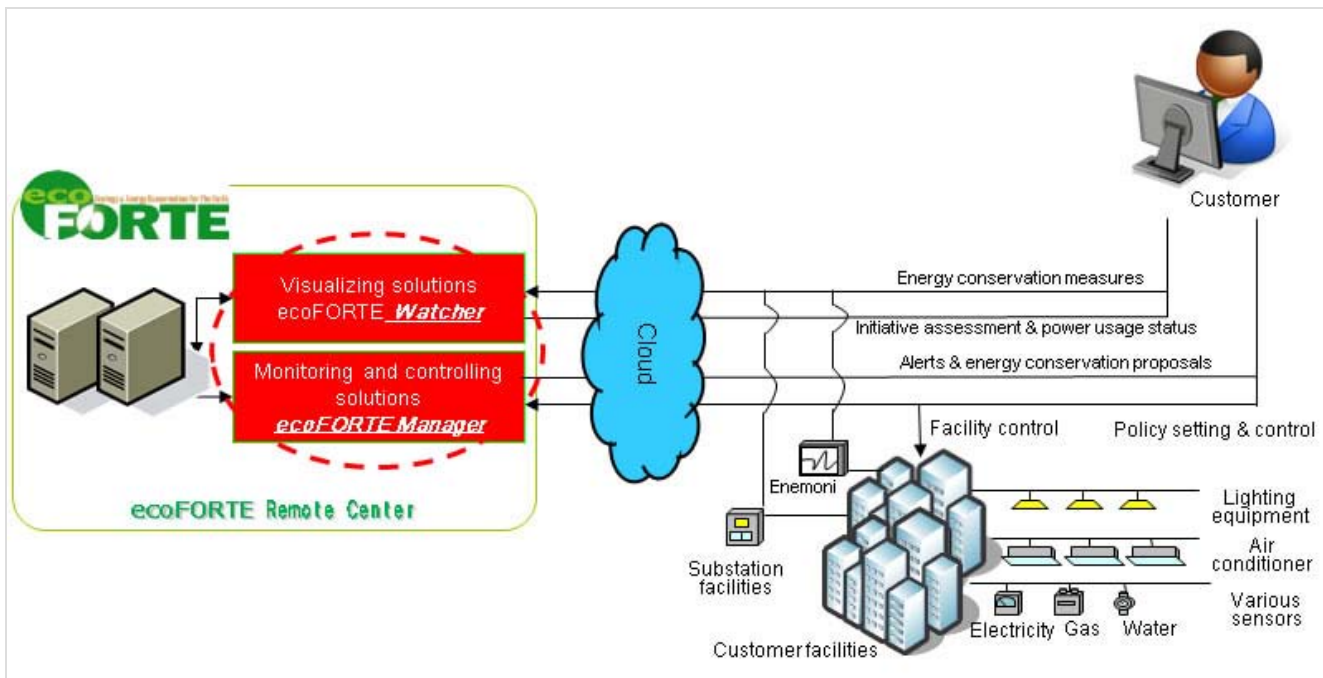 eco
FORTE
Visualizing solutions
ecoFORTE Watcher
Monitoring and controlling
solutions
ecoFORTE Manager
ecoFORTE Remote Center
Cloud
Customer
Energy conservation measures
Initiative assessment & power usage status
Alerts & energy conservation proposals
Facility control
Policy setting & control
Enemoni
Substation
facilities
Customer facilities
Lighting
equipment
Air
conditioner
Various
sensors
Electricity
Gas
Water